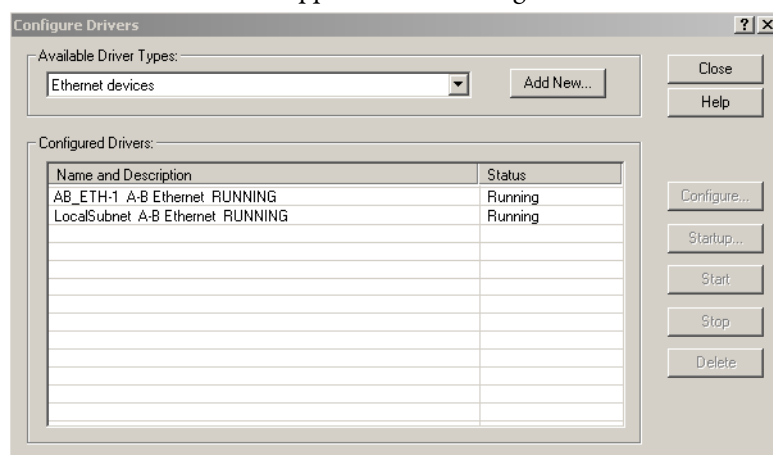 Configure Drivers
? ×
Available Driver Types:
Ethernet devices
Add New...
Close
Help
Configured Drivers:
Name and Description Status
AB_ETH-1 A-B Ethernet RUNNING Running
LocalSubnet A-B Ethernet RUNNING Running
Configure...
Startup...
Start
Stop
Delete